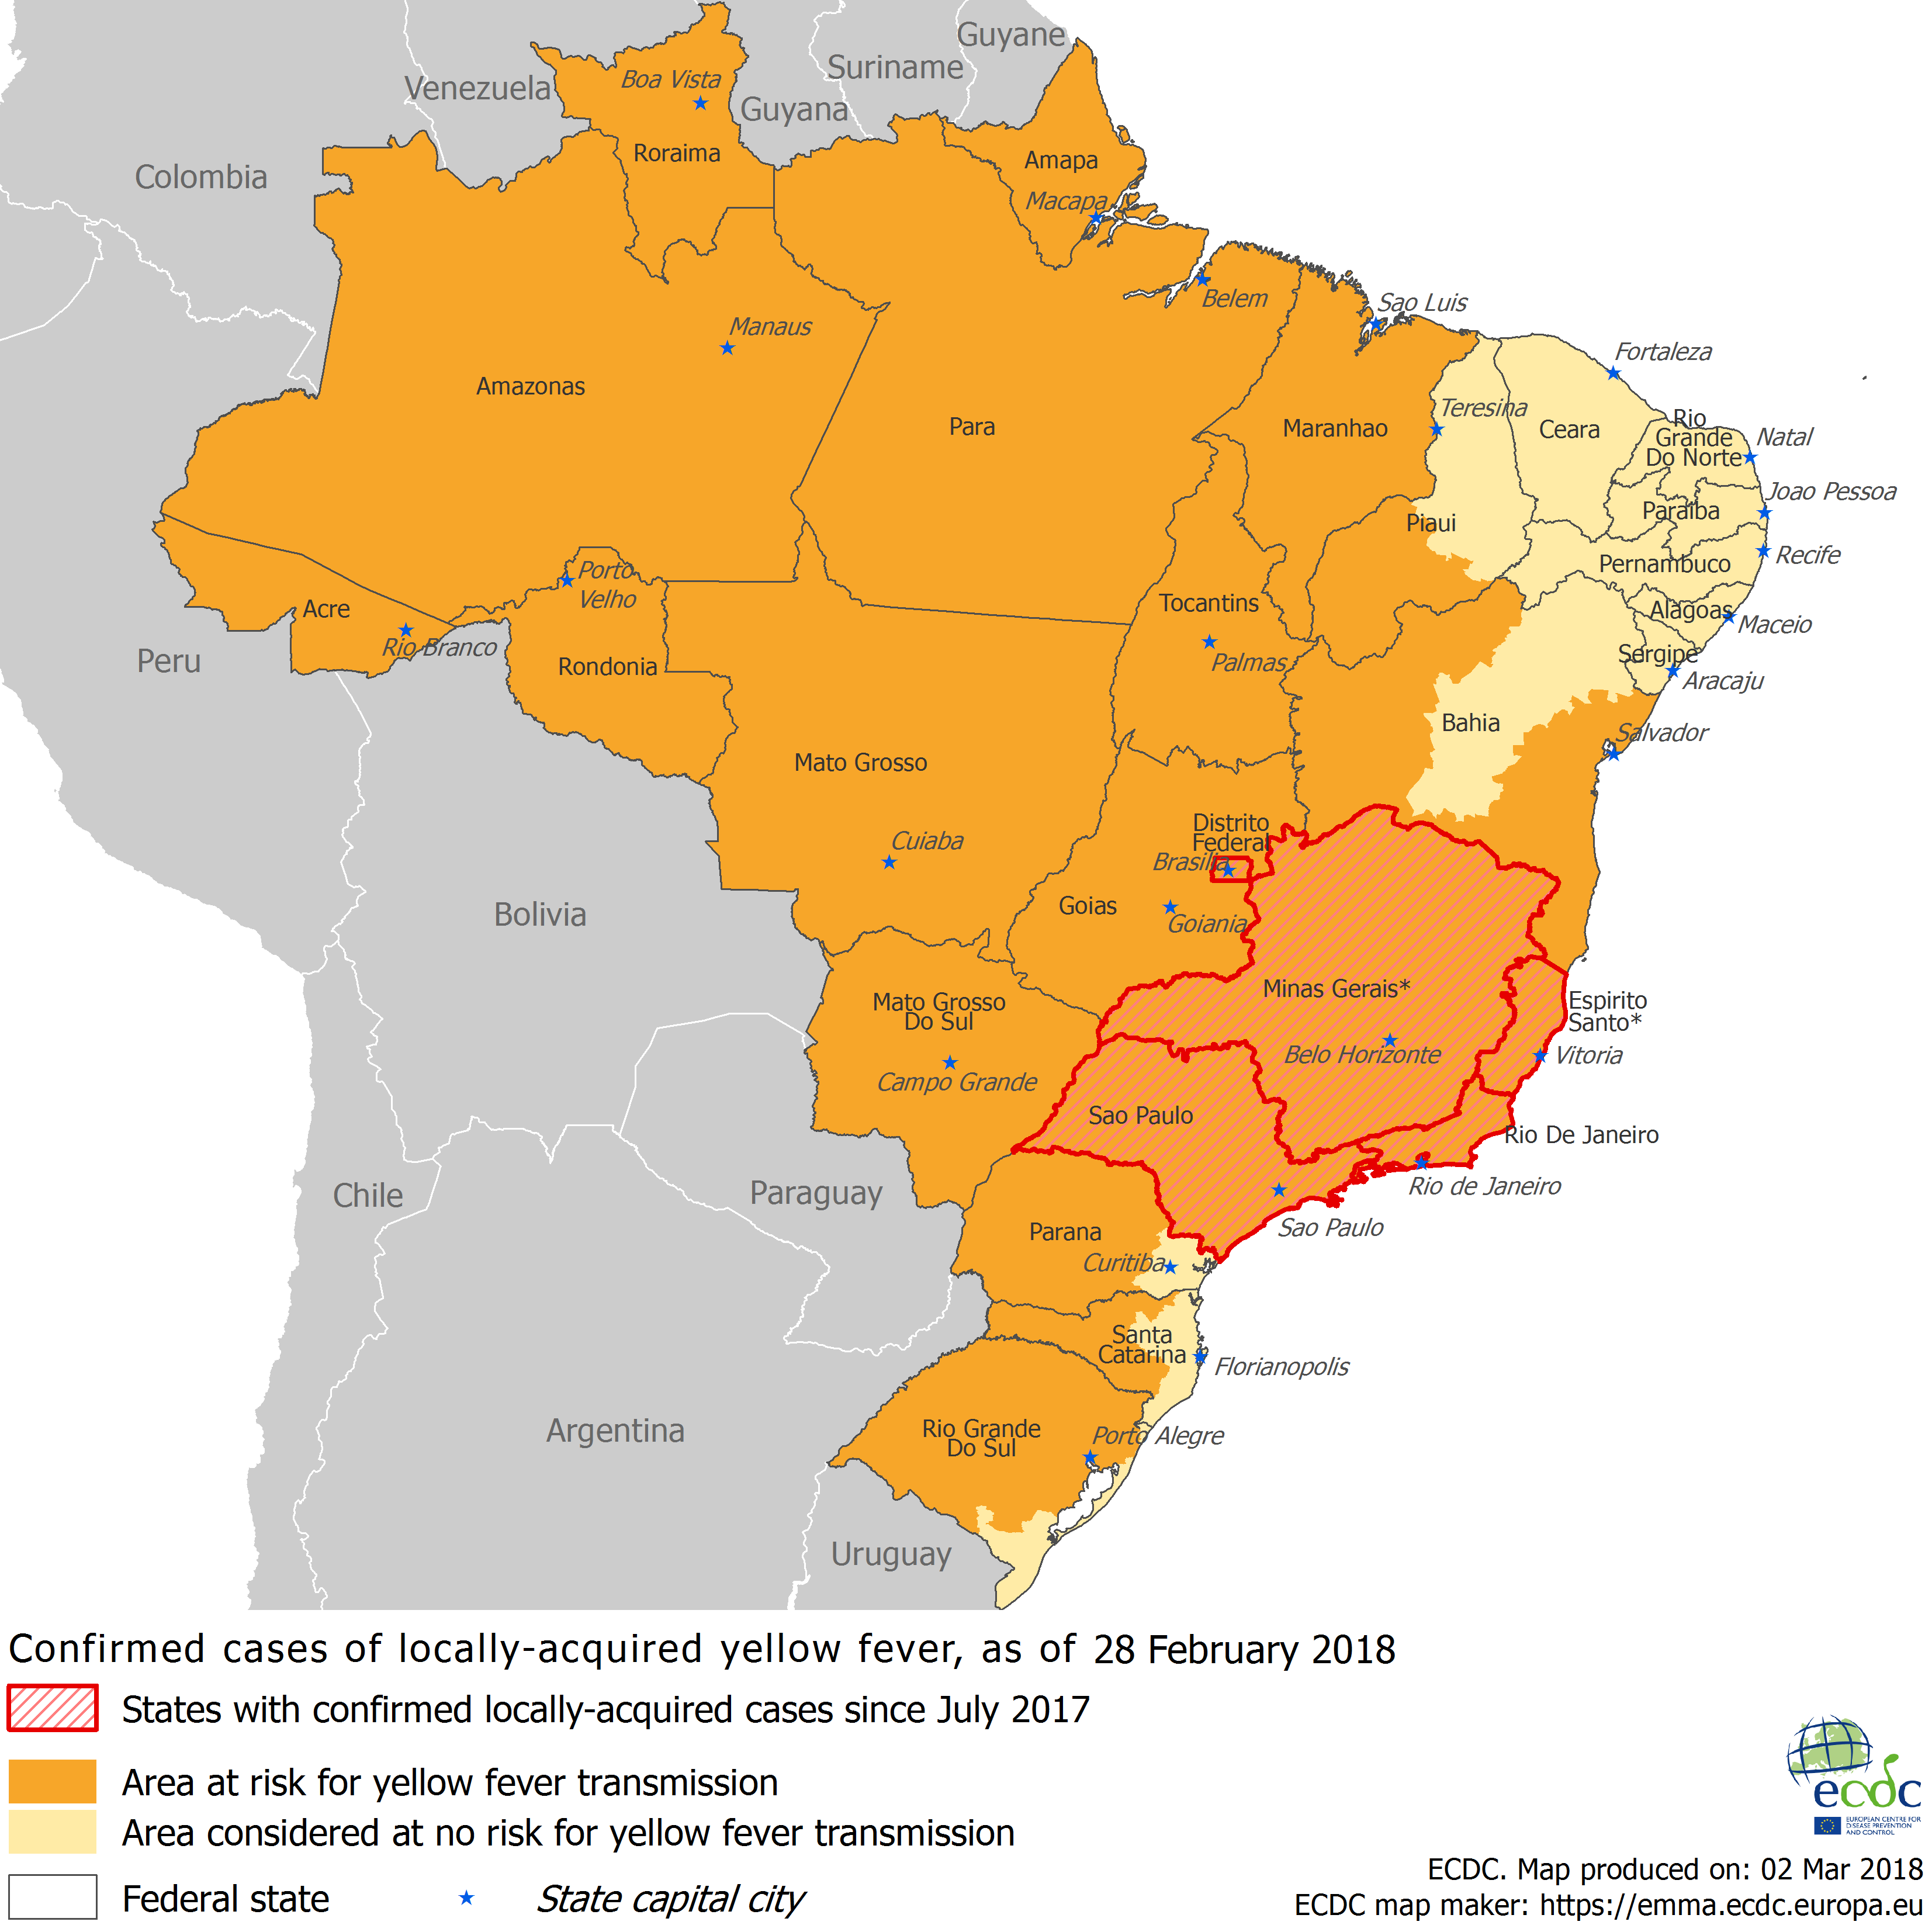 Guyane
Suriname
Venezuela
Boa Vista
Guyana
Roraima
Amapa
Colombia
Macapa
Belem
Sao Luis
Manaus
Fortaleza
Amazonas
Teresina
Para
Maranhao
Ceara
Rio
Grande
Do Norte
Natal
Joao Pessoa
Paraiba
Piaui
Recife
Pernambuco
Porto
Velho
Acre
Tocantins
Alagoas
Maceio
Rio Branco
Peru
Rondonia
Palmas
Sergipe
Aracaju
Bahia
Salvador
Mato Grosso
Distrito
Federal
Cuiaba
Brasilia
Bolivia
Goias
Goiania
Minas Gerais*
Mato Grosso
Do Sul
Espirito
Santo*
Belo Horizonte
Vitoria
Campo Grande
Sao Paulo
Rio De Janeiro
Chile
Paraguay
Rio de Janeiro
Sao Paulo
Parana
Curitiba
Santa
Catarina
Florianopolis
Argentina
Rio Grande
Do Sul
Porto Alegre
Uruguay
Confirmed cases of locally-acquired yellow fever, as of 28 February 2018
States with confirmed locally-acquired cases since July 2017
Area at risk for yellow fever transmission
Area considered at no risk for yellow fever transmission
Federal state
State capital city
ecdc
EUROPEAN CENTRE FOR
DISEASE PREVENTION
AND CONTROL
ECDC. Map produced on: 02 Mar 2018
ECDC map maker: https://emma.ecdc.europa.eu